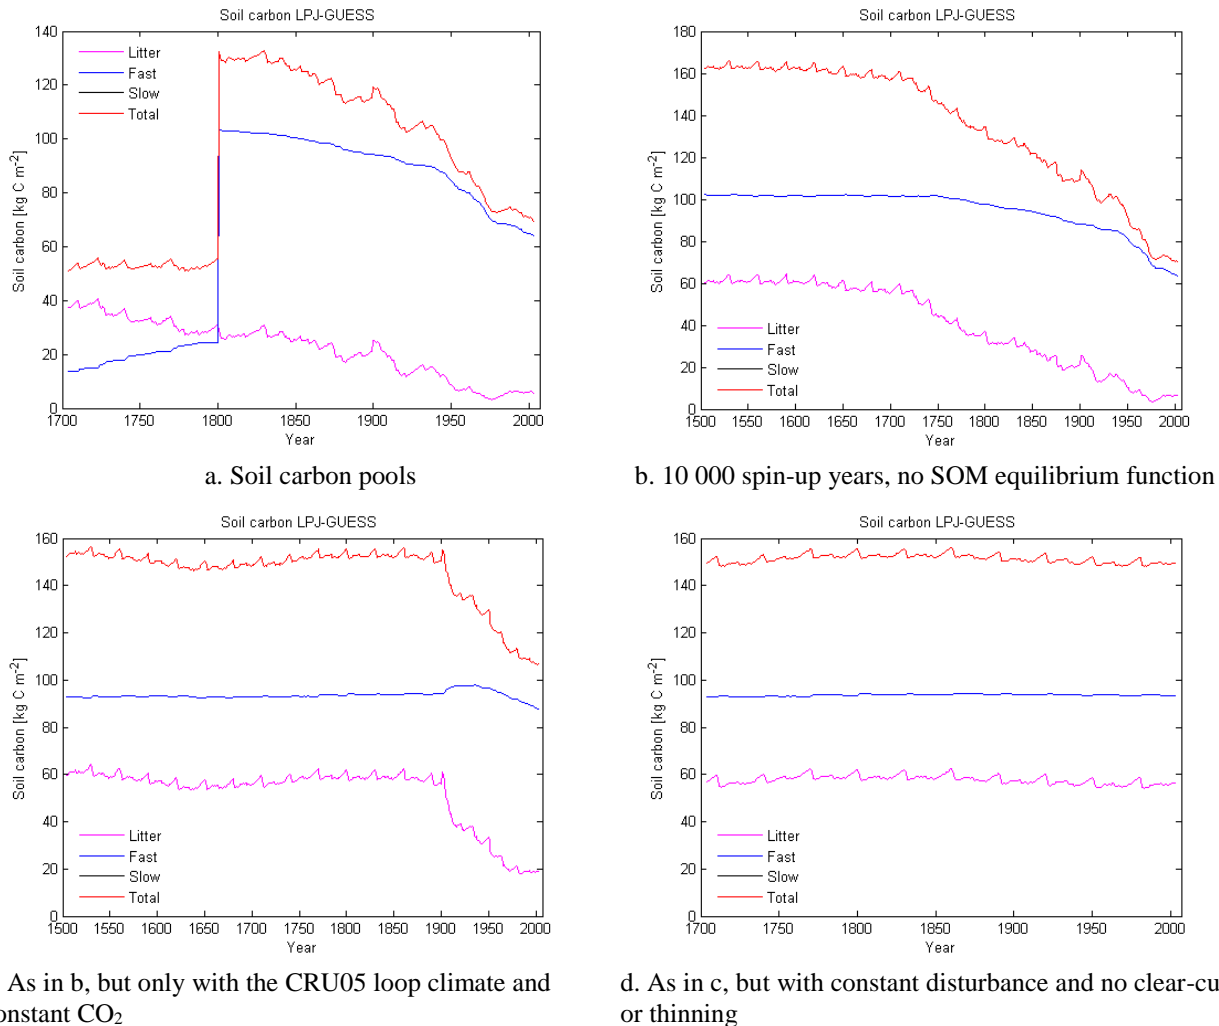 Soil carbon LPJ-GUESS
140
120
100
80
60
40
20
0
Soil carbon [kg C m-2]
Litter
Fast
Slow
Total
1700 1750 1800 1850 1900 1950 2000
Year
a. Soil carbon pools
Soil carbon LPJ-GUESS
180
160
140
120
100
80
60
40
20
0
Soil carbon [kg C m-2]
Litter
Fast
Slow
Total
1500 1550 1600 1650 1700 1750 1800 1850 1900 1950 2000
Year
b. 10 000 spin-up years, no SOM equilibrium function
Soil carbon LPJ-GUESS
160
140
120
100
80
60
40
20
0
Soil carbon [kg C m-2]
Litter
Fast
Slow
Total
1500 1550 1600 1650 1700 1750 1800 1850 1900 1950 2000
Year
As in b, but only with the CRU05 loop climate and
onstant CO2
Soil carbon LPJ-GUESS
160
140
120
100
80
60
40
20
0
Soil carbon [kg C m-2]
Litter
Fast
Slow
Total
1700 1750 1800 1850 1900 1950 2000
Year
d. As in c, but with constant disturbance and no clear-cu
or thinning